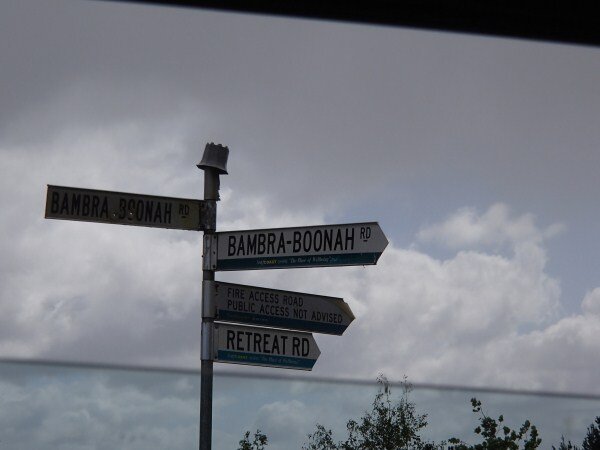 BAMBRA-BOONAH RD
BAMBRA-BOONAH RD
FIRE ACCESS ROAD
PUBLIC ACCESS NOT ADVISED
RETREAT RD